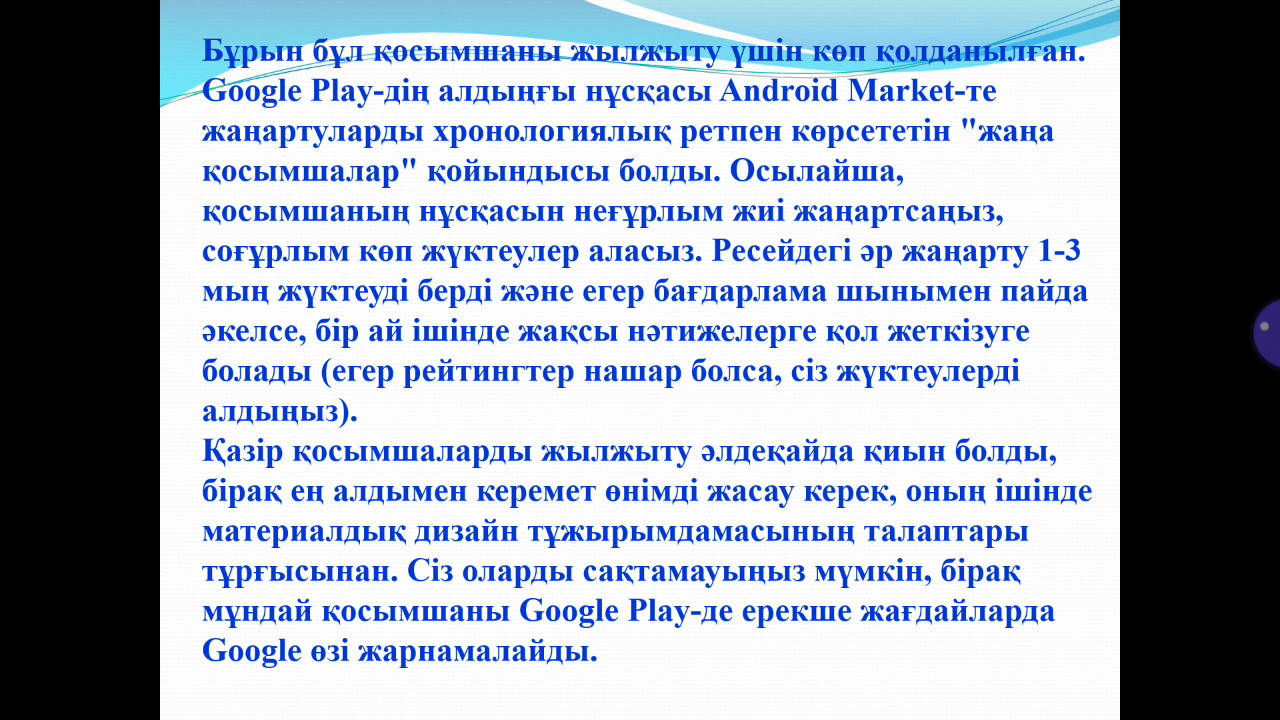 Бұрын бұл қосымшаны жылжыту үшін көп қолданылған.
Google Play-дің алдыңғы нұсқасы Android Market-те
жаңартуларды хронологиялық ретпен көрсететін "жаңа
қосымшалар" қойындысы болды. Осылайша,
қосымшаның нұсқасын неғұрлым жиі жаңартсаңыз,
соғұрлым көп жүктеулер аласыз. Ресейдегі әр жаңарту 1-3
мың жүктеуді берді және егер бағдарлама шынымен пайда
әкелсе, бір ай ішінде жақсы нәтижелерге қол жеткізуге
болады (егер рейтингтер нашар болса, сіз жүктеулерді
алдыңыз).
Қазір қосымшаларды жылжыту әлдеқайда қиын болды,
бірақ ең алдымен керемет өнімді жасау керек, оның ішінде
материалдық дизайн тұжырымдамасының талаптары
тұрғысынан. Сіз оларды сақтамауыңыз мүмкін, бірақ
мұндай қосымшаны Google Play-де ерекше жағдайларда
Google өзі жарнамалайды.